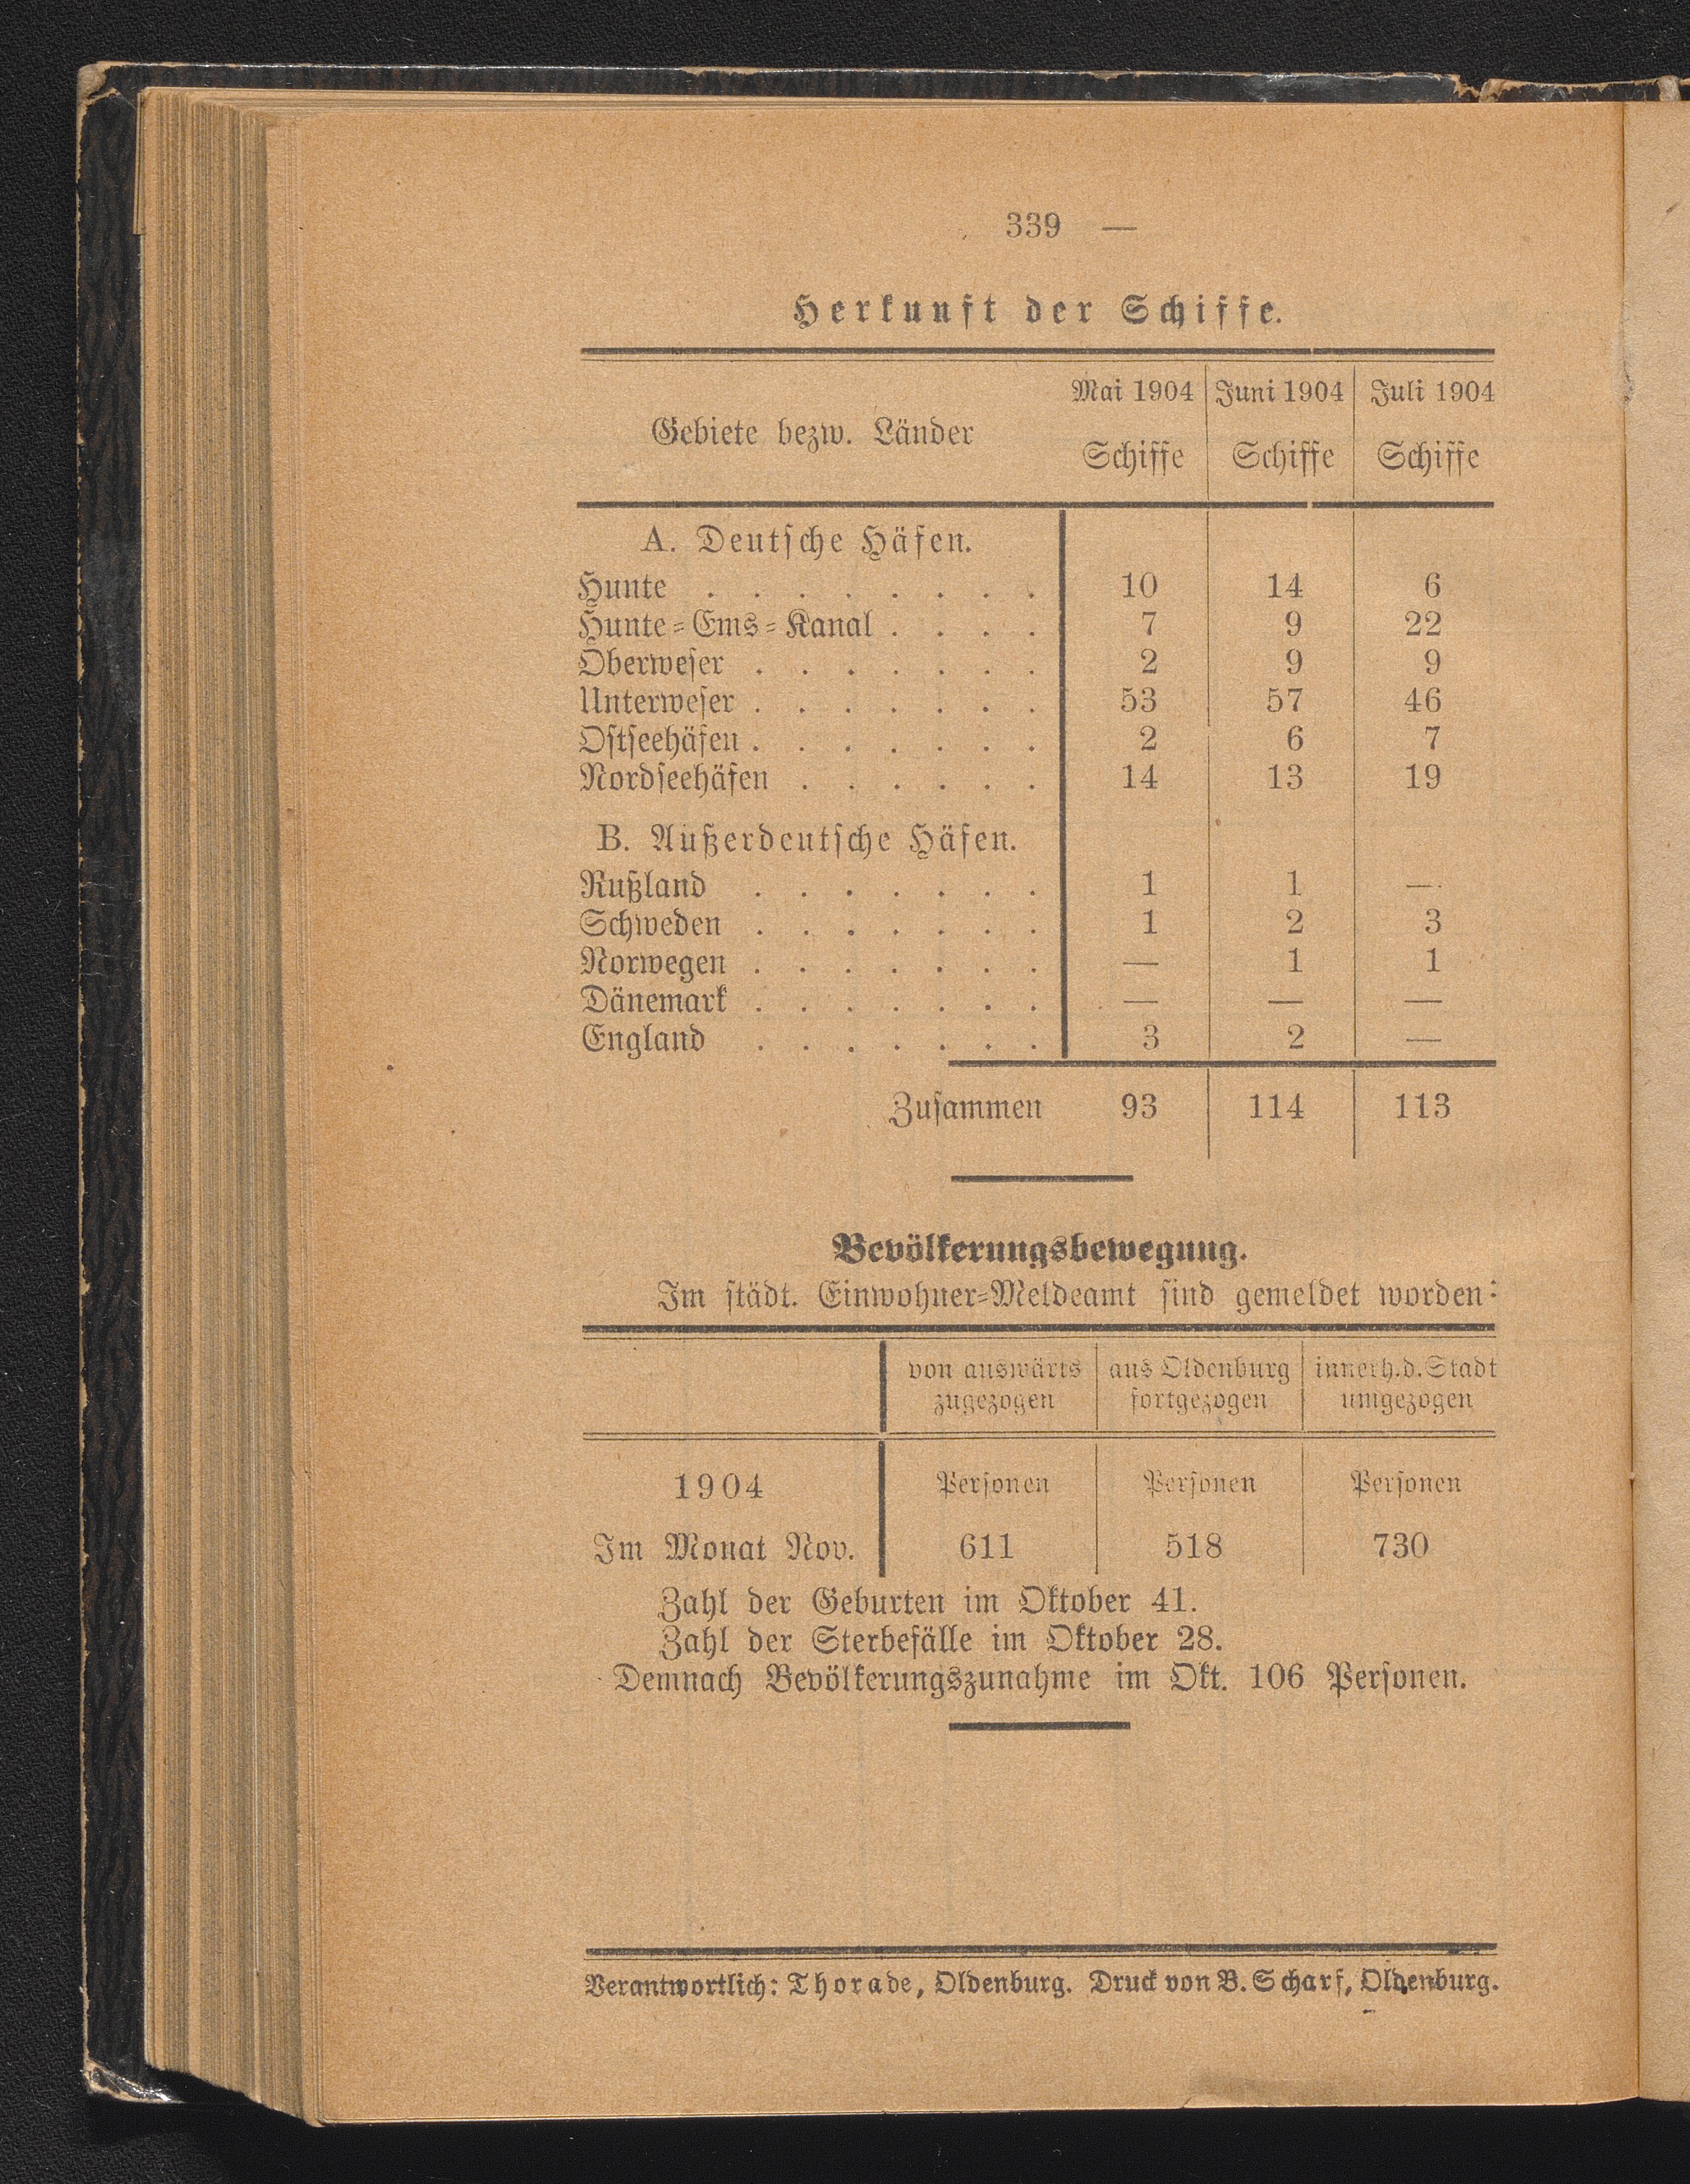 339 —
Herkunft der Schiffe.
Gebiete bezw. Länder Mai 1904 Juni 1904 Juli 1904
Schiffe Schiffe Schiffe
A. Deutſche Häfen.
Hunte . . . . . . . . 10 14 6
Hunte-Ems-Kanal . . . . 7 9 22
Oberweſer . . . . . . . 2 9 9
Unterweſer . . . . . . . 53 57 46
Oſtſeehäfen . . . . . . . 2 6 7
Nordſeehäfen . . . . . . 14 13 19
B. Außerdeutſche Häfen.
Rußland . . . . . . . 1 1 —
Schweden . . . . . . . 1 2 3
Norwegen . . . . . . . — 1 1
Dänemark . . . . . . . — — —
England . . . . . . . 3 2 —
Zuſammen 93 114 113
Bevölkerungsbewegung.
Im ſtädt. Einwohner-Meldeamt ſind gemeldet worden:
von auswärts aus Oldenburg innerh.d.Stadt
zugezogen fortgezogen umgezogen
1904 Perſonen Perſonen Perſonen
Im Monat Nov. 611 518 730
Zahl der Geburten im Oktober 41.
Zahl der Sterbefälle im Oktober 28.
Demnach Bevölkerungszunahme im Okt. 106 Perſonen.
Verantwortlich: Thorade, Oldenburg. Druck von B. Scharf, Oldenburg.